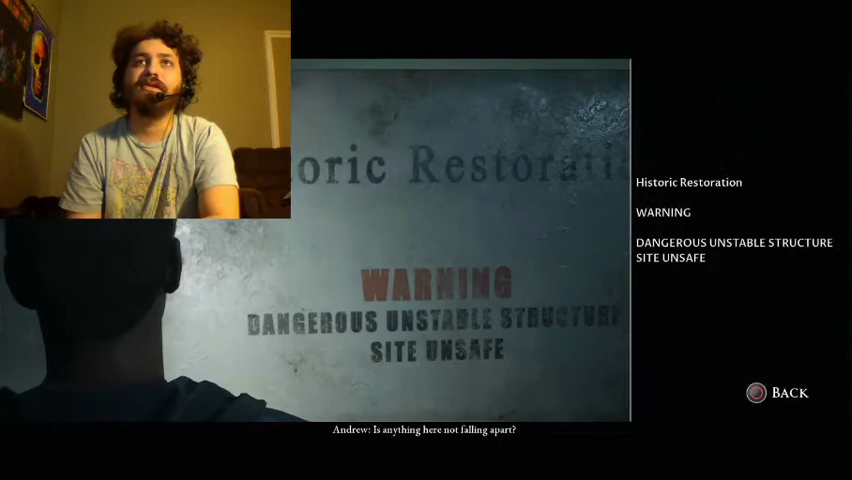 oric Restoratio
WARNING
DANGEROUS UNSTABLE STRUCTURE
SITE UNSAFE
Historic Restoration
WARNING
DANGEROUS UNSTABLE STRUCTURE
SITE UNSAFE
BACK
Andrew: Is anything here not falling apart?